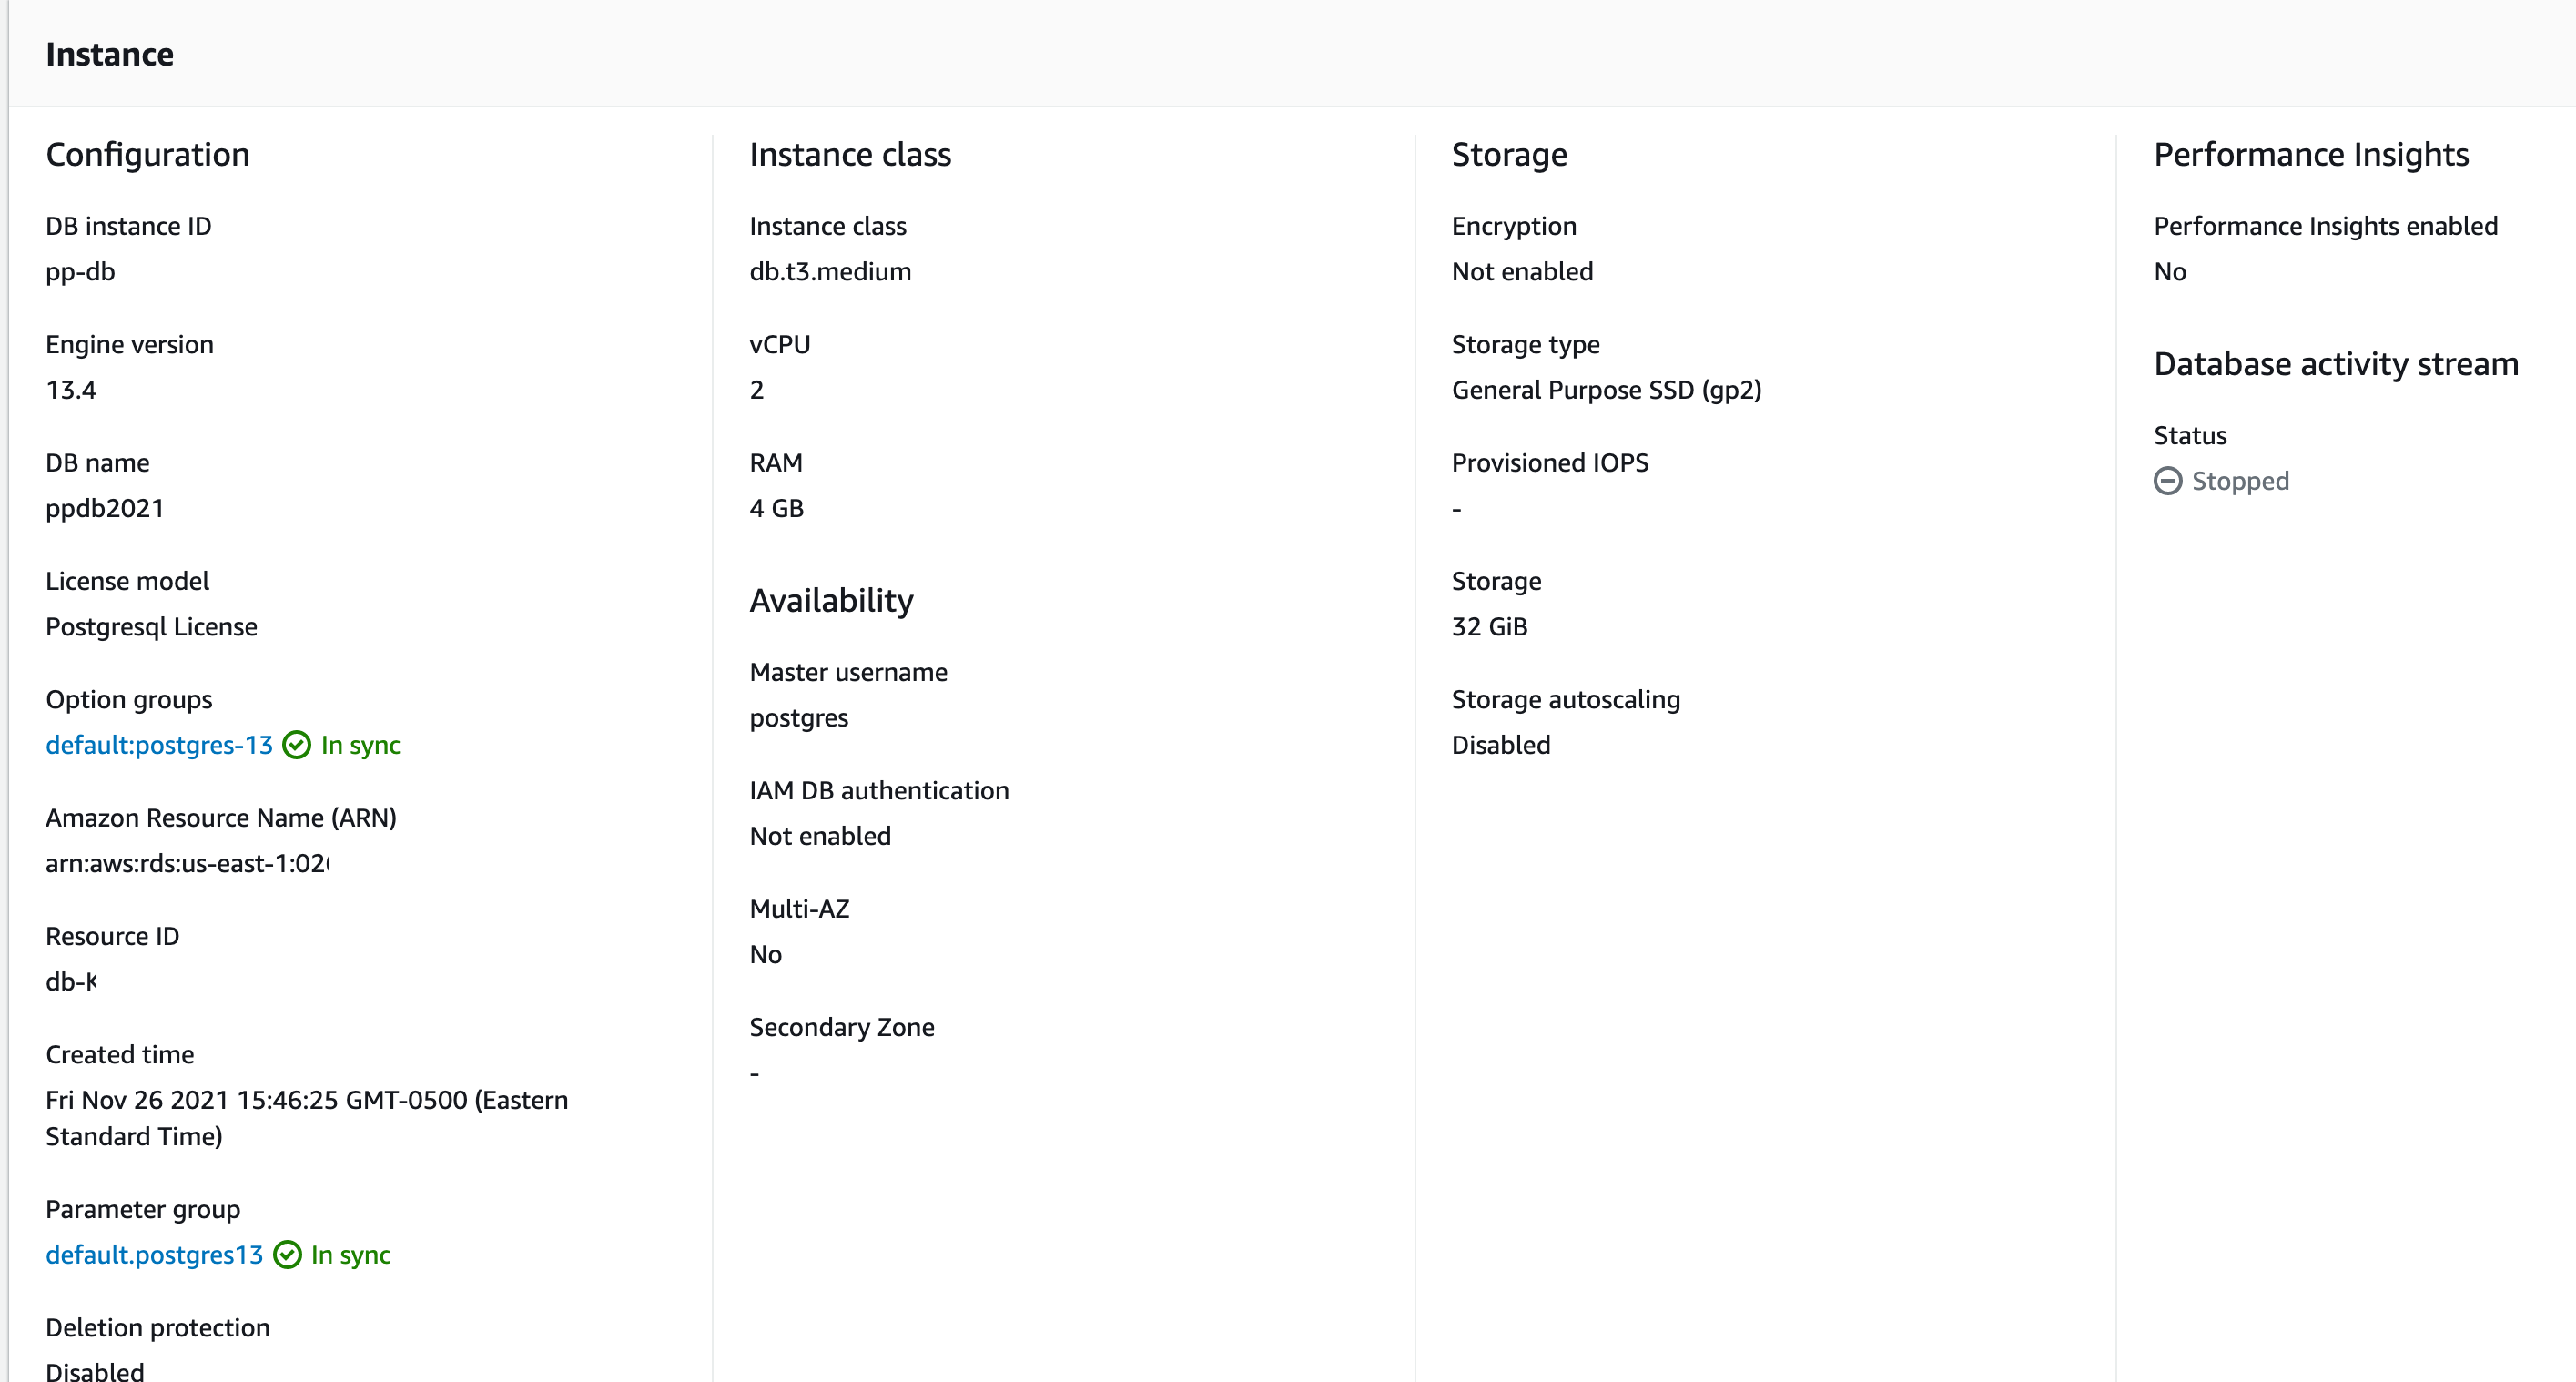 Instance
Configuration
DB instance ID
pp-db
Engine version
13.4
DB name
ppdb2021
License model
Postgresql License
Option groups
default:postgres-13 In sync
Amazon Resource Name (ARN)
arn:aws:rds:us-east-1:02
Resource ID
db-K
Created time
Fri Nov 26 2021 15:46:25 GMT-0500 (Eastern
Standard Time)
Parameter group
default.postgres13 In sync
Deletion protection
Disabled
Instance class
Instance class
db.t3.medium
vCPU
2
RAM
4 GB
Availability
Master username
postgres
IAM DB authentication
Not enabled
Multi-AZ
No
Secondary Zone
-
Storage
Encryption
Not enabled
Storage type
General Purpose SSD (gp2)
Provisioned IOPS
-
Storage
32 GiB
Storage autoscaling
Disabled
Performance Insights
Performance Insights enabled
No
Database activity stream
Status
Stopped